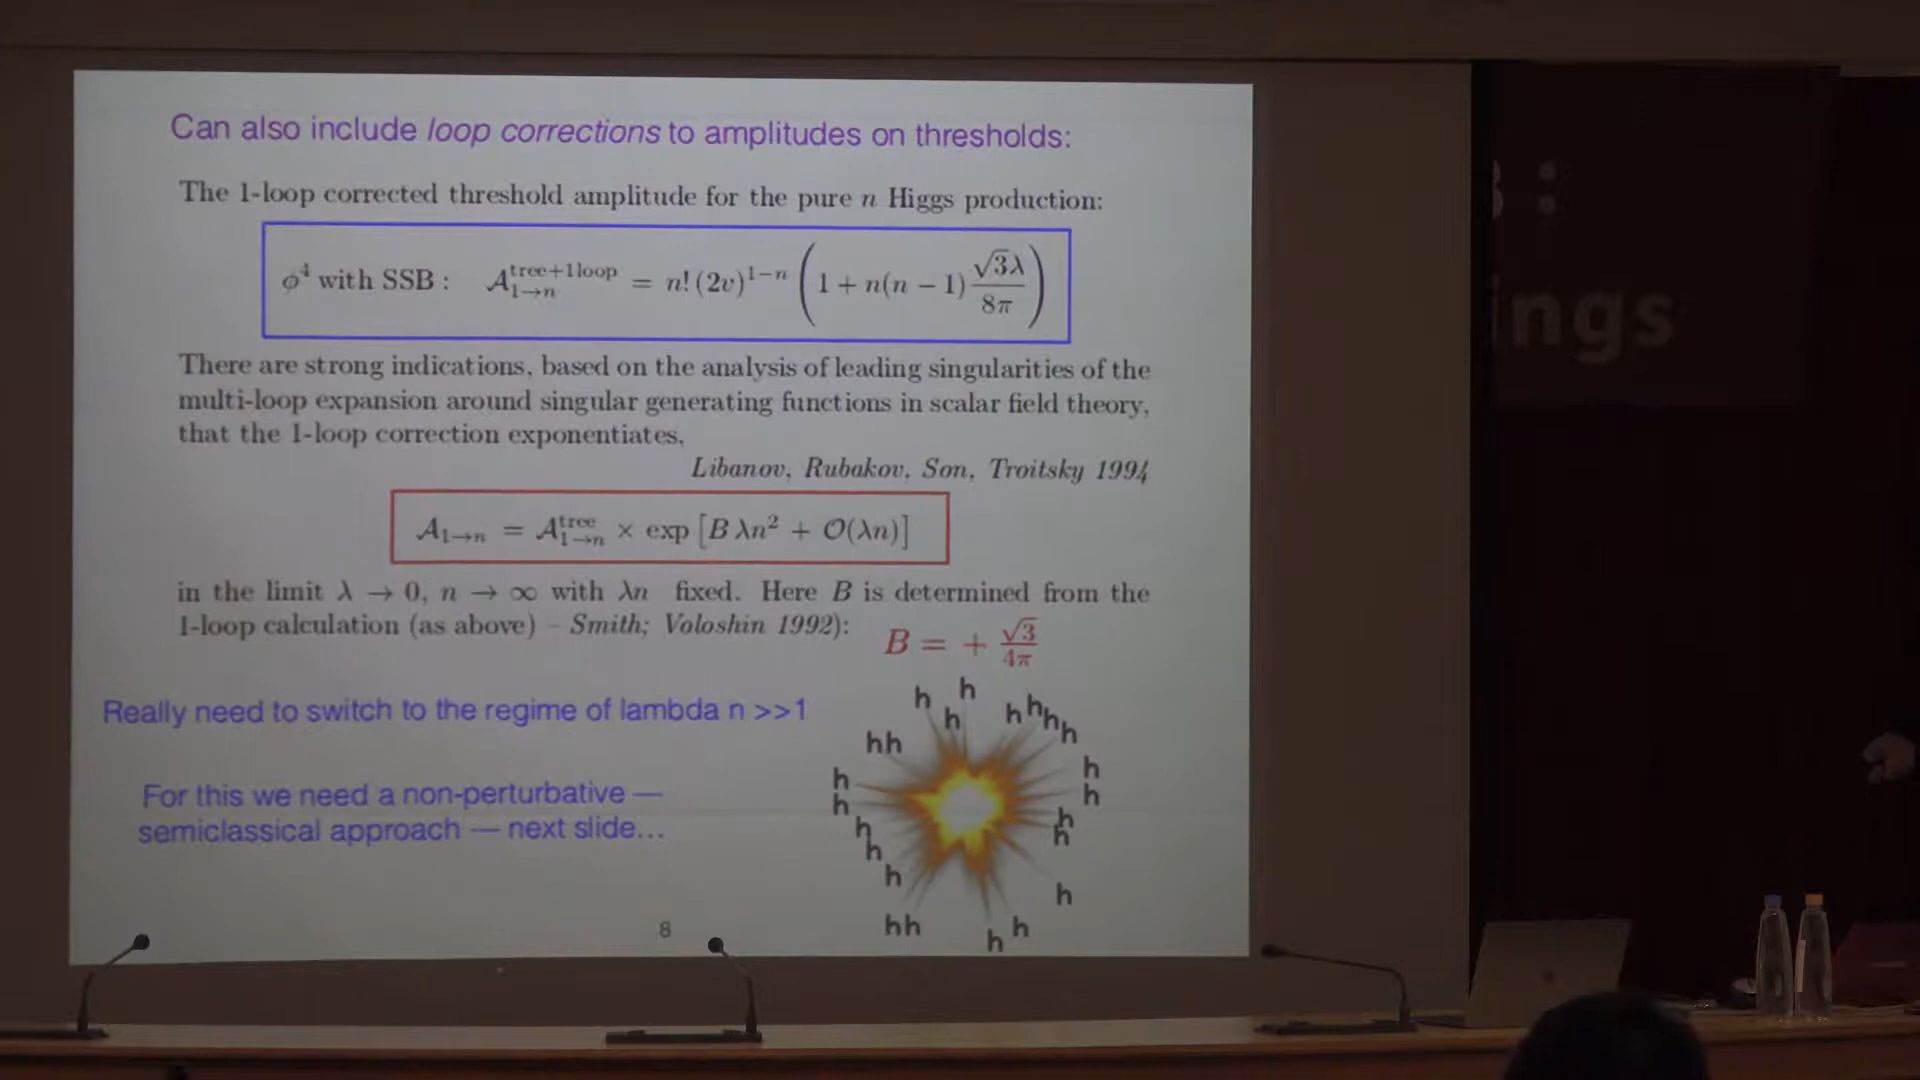 Can also include loop corrections to amplitudes on thresholds:
The 1-loop corrected threshold amplitude for the pure n Higgs production:
ϕ⁴ with SSB : A₁→ₙ^{tree+1loop} = n! (2v)^{1−n} (1 + n(n − 1) √3λ/8π)
There are strong indications, based on the analysis of leading singularities of the
multi-loop expansion around singular generating functions in scalar field theory,
that the 1-loop correction exponentiates,
Libanov, Rubakov, Son, Troitsky 1994
A₁→ₙ = A₁→ₙ^{tree} × exp [B λn² + O(λn)]
in the limit λ → 0, n → ∞ with λn fixed. Here B is determined from the
1-loop calculation (as above) – Smith; Voloshin 1992):
B = + √3/4π
Really need to switch to the regime of lambda n >>1
For this we need a non-perturbative —
semiclassical approach — next slide...
h
h
h
h
h
h
h
hh
h
h
h
h
h
h
h
h
h
h
hh
h
h
8
ngs